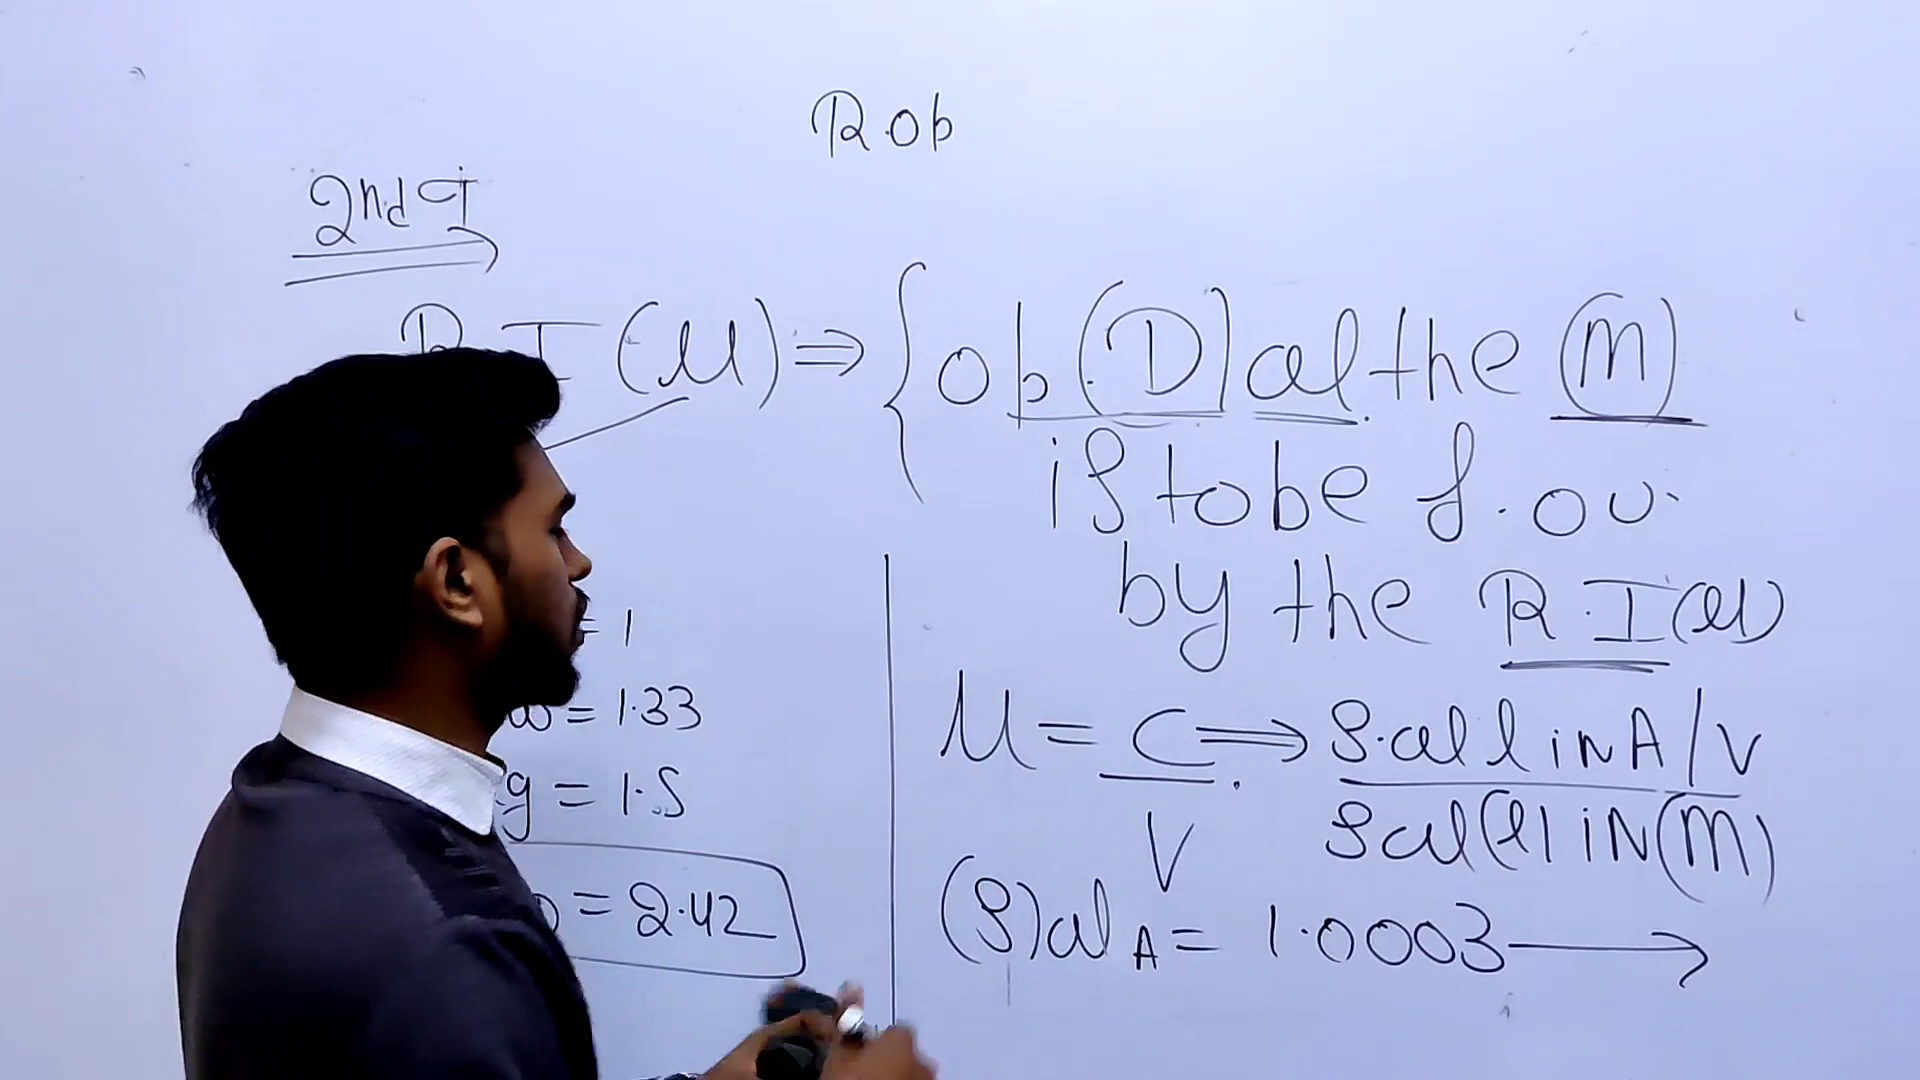 R.Ob
2nd q
R.I (μ) ⇒ { ob (D) al the (M)
is to be f.ou.
by the R.I (μ)
= 1
ω = 1.33
g = 1.5
= 2.42
μ = C/V ⇒ S.al l in A/V / S al (l) in (M)
(S) al A = 1.0003 →